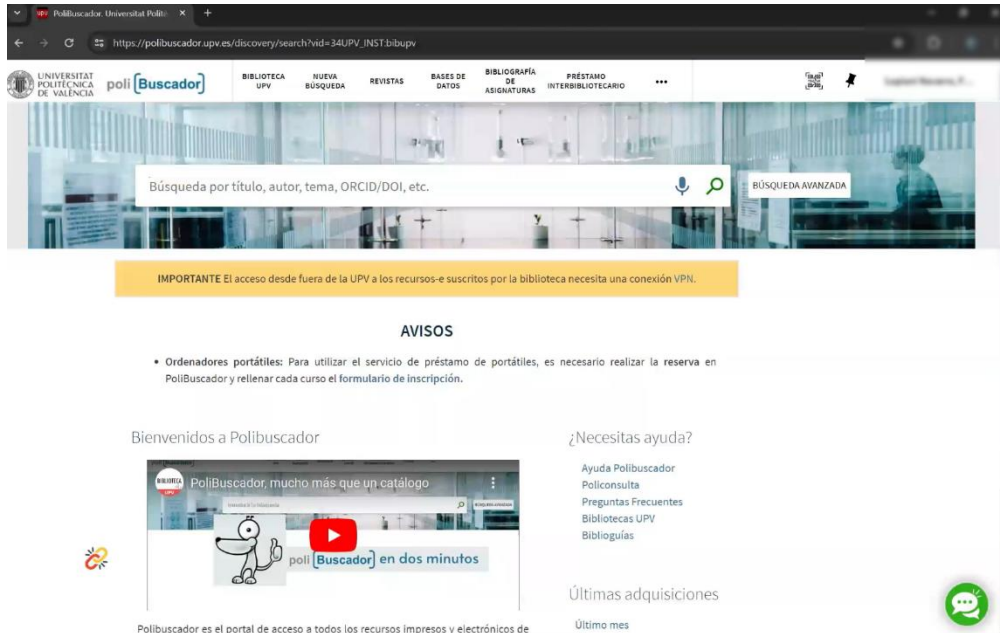 PoliBuscador. Universitat Politè
https://polibuscador.upv.es/discovery/search?vid=34UPV_INST:bibupv
UNIVERSITAT
POLITÈCNICA
DE VALÈNCIA
poli [Buscador]
BIBLIOTECA
UPV
NUEVA
BÚSQUEDA
REVISTAS
BASES DE
DATOS
BIBLIOGRAFÍA
DE
ASIGNATURAS
PRÉSTAMO
INTERBIBLIOTECARIO
Búsqueda por título, autor, tema, ORCID/DOI, etc.
BÚSQUEDA AVANZADA
IMPORTANTE El acceso desde fuera de la UPV a los recursos-e suscritos por la biblioteca necesita una conexión VPN.
AVISOS
• Ordenadores portátiles: Para utilizar el servicio de préstamo de portátiles, es necesario realizar la reserva en
PoliBuscador y rellenar cada curso el formulario de inscripción.
Bienvenidos a Polibuscador
BIBLIOTECA
UPV
PoliBuscador, mucho más que un catálogo
poli [Buscador] en dos minutos
Polibuscador es el portal de acceso a todos los recursos impresos y electrónicos de
¿Necesitas ayuda?
Ayuda Polibuscador
Policonsulta
Preguntas Frecuentes
Bibliotecas UPV
Biblioguías
Últimas adquisiciones
Último mes